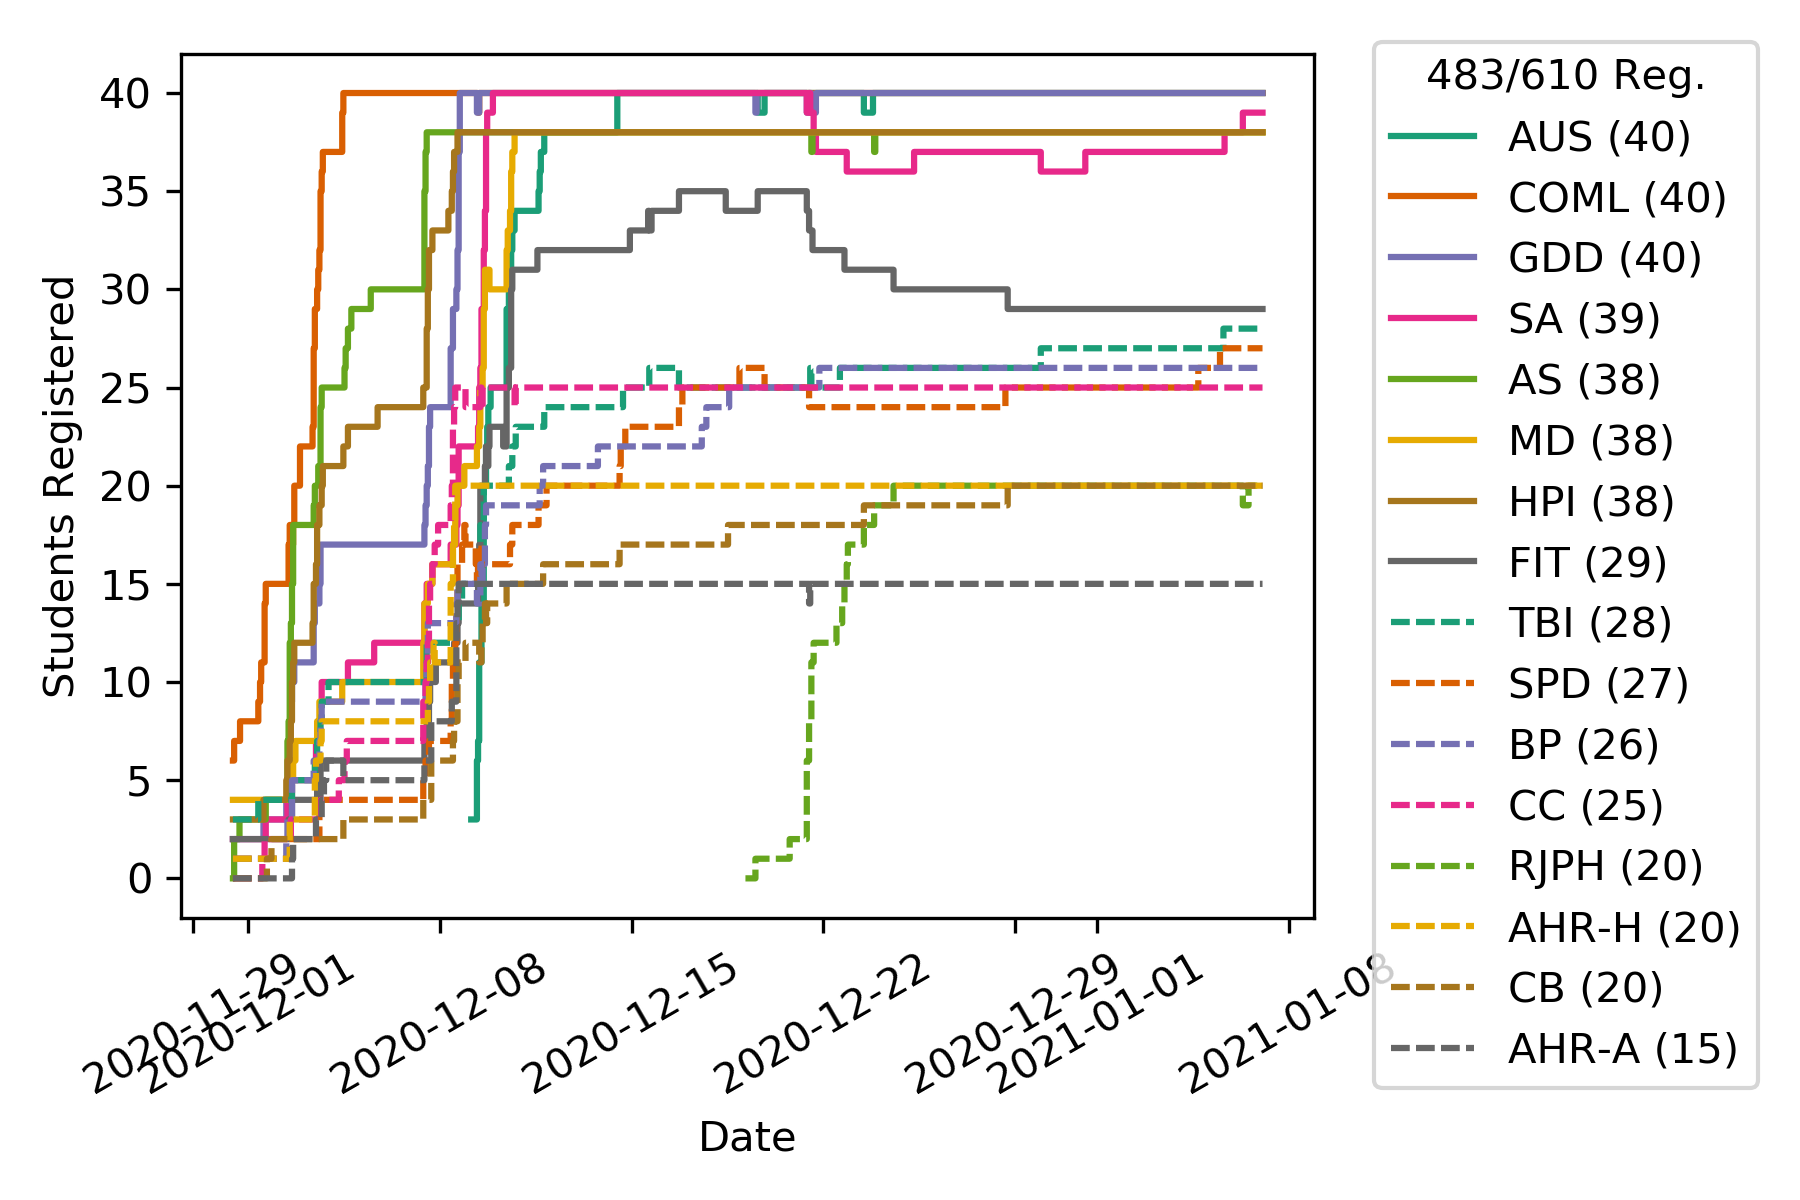 483/610 Reg.
AUS (40)
COML (40)
GDD (40)
SA (39)
AS (38)
MD (38)
HPI (38)
FIT (29)
TBI (28)
SPD (27)
BP (26)
CC (25)
RJPH (20)
AHR-H (20)
CB (20)
AHR-A (15)
Students Registered
40
35
30
25
20
15
10
5
0
2020-11-29
2020-12-01
2020-12-08
2020-12-15
2020-12-22
2020-12-29
2021-01-01
2021-01-08
Date